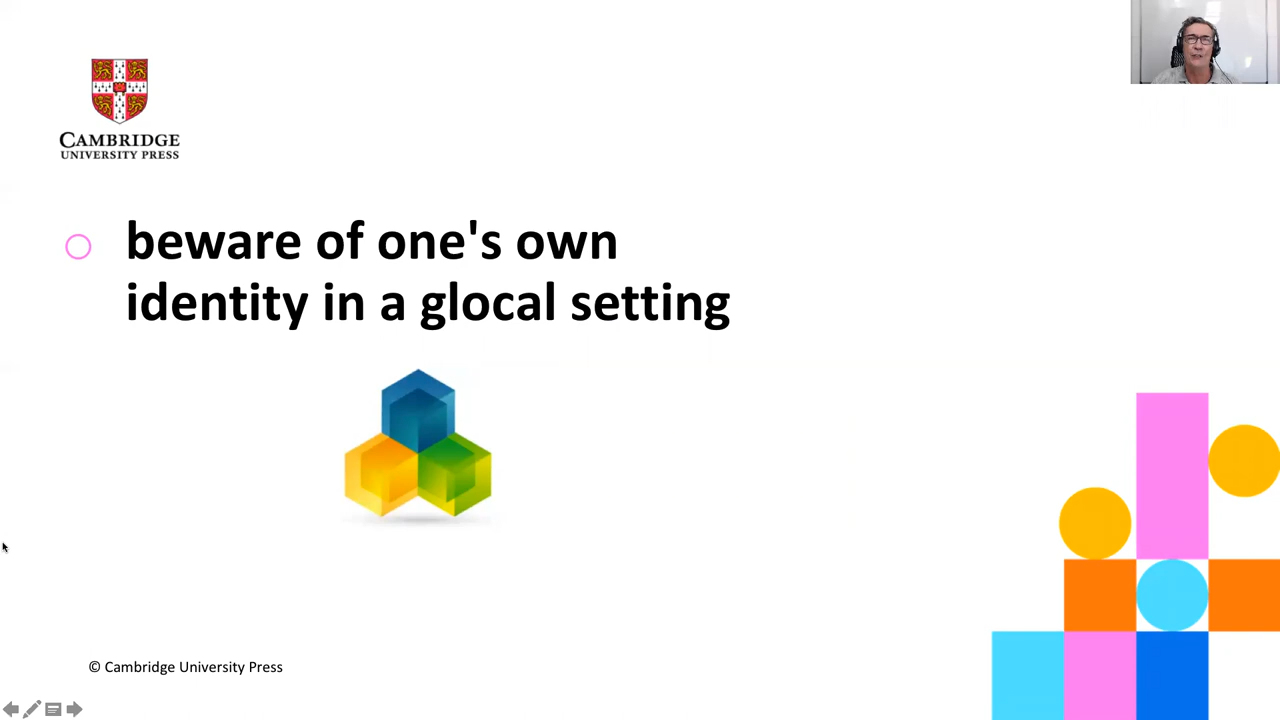 CAMBRIDGE
UNIVERSITY PRESS
beware of one's own
identity in a glocal setting
© Cambridge University Press